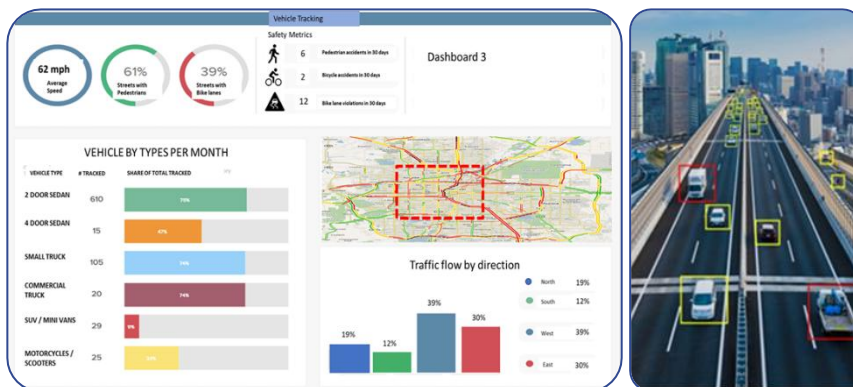 Vehicle Tracking
Safety Metrics
62 mph
Average
Speed
61%
Streets with
Pedestrians
39%
Streets with
Bike lanes
6 Pedestrian accidents in 30 days
2 Bicycle accidents in 30 days
12 Bike lane violations in 30 days
Dashboard 3
VEHICLE BY TYPES PER MONTH
VEHICLE TYPE # TRACKED SHARE OF TOTAL TRACKED
2 DOOR SEDAN 610 75%
4 DOOR SEDAN 15 47%
SMALL TRUCK 105
COMMERCIAL
TRUCK 20 74%
SUV / MINI VANS 29 9%
MOTORCYCLES /
SCOOTERS 25
Traffic flow by direction
19%
12%
39%
30%
North 19%
South 12%
West 39%
East 30%